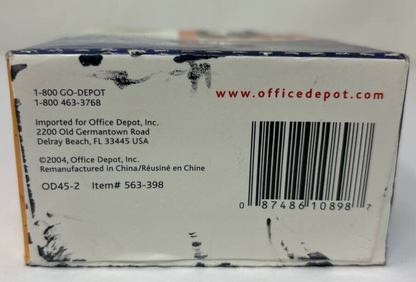 1-800 GO-DEPOT
1-800 463-3768
www.officedepot.com
Imported for Office Depot, Inc.
2200 Old Germantown Road
Delray Beach, FL 33445 USA
©2004, Office Depot, Inc.
Remanufactured in China/Réusiné en Chine
OD45-2 Item# 563-398
0 87486 10898 7